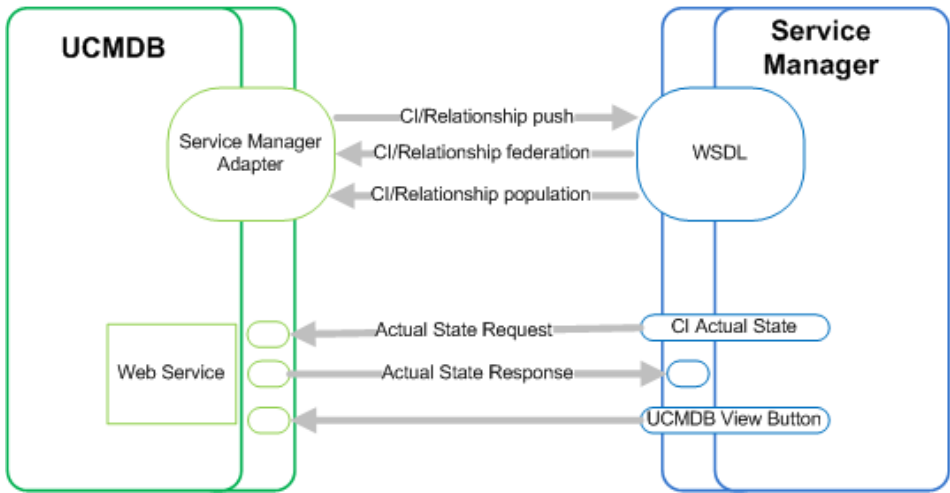 UCMDB
Service
Manager
Service Manager
Adapter
CI/Relationship push
CI/Relationship federation
CI/Relationship population
WSDL
Actual State Request
CI Actual State
Web Service
Actual State Response
UCMDB View Button